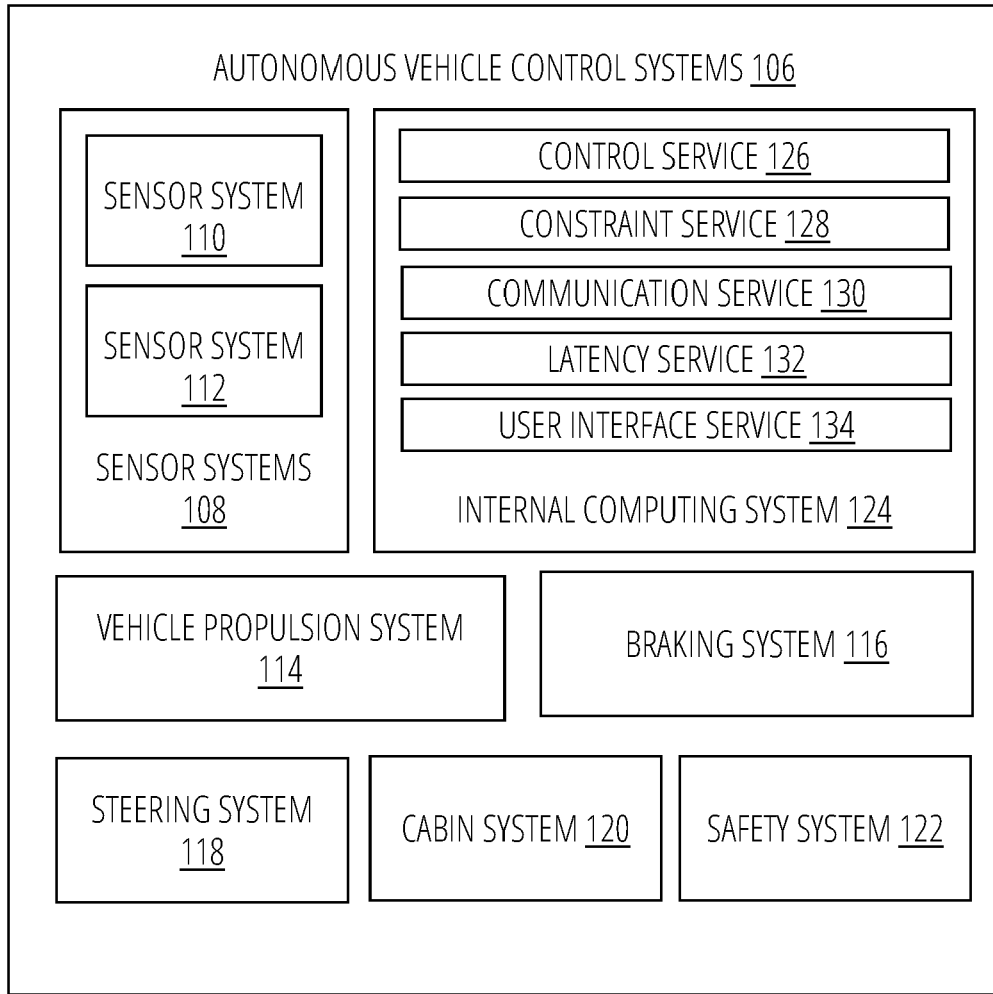 AUTONOMOUS VEHICLE CONTROL SYSTEMS 106
SENSOR SYSTEM
110
SENSOR SYSTEM
112
SENSOR SYSTEMS
108
CONTROL SERVICE 126
CONSTRAINT SERVICE 128
COMMUNICATION SERVICE 130
LATENCY SERVICE 132
USER INTERFACE SERVICE 134
INTERNAL COMPUTING SYSTEM 124
VEHICLE PROPULSION SYSTEM
114
BRAKING SYSTEM 116
STEERING SYSTEM
118
CABIN SYSTEM 120
SAFETY SYSTEM 122